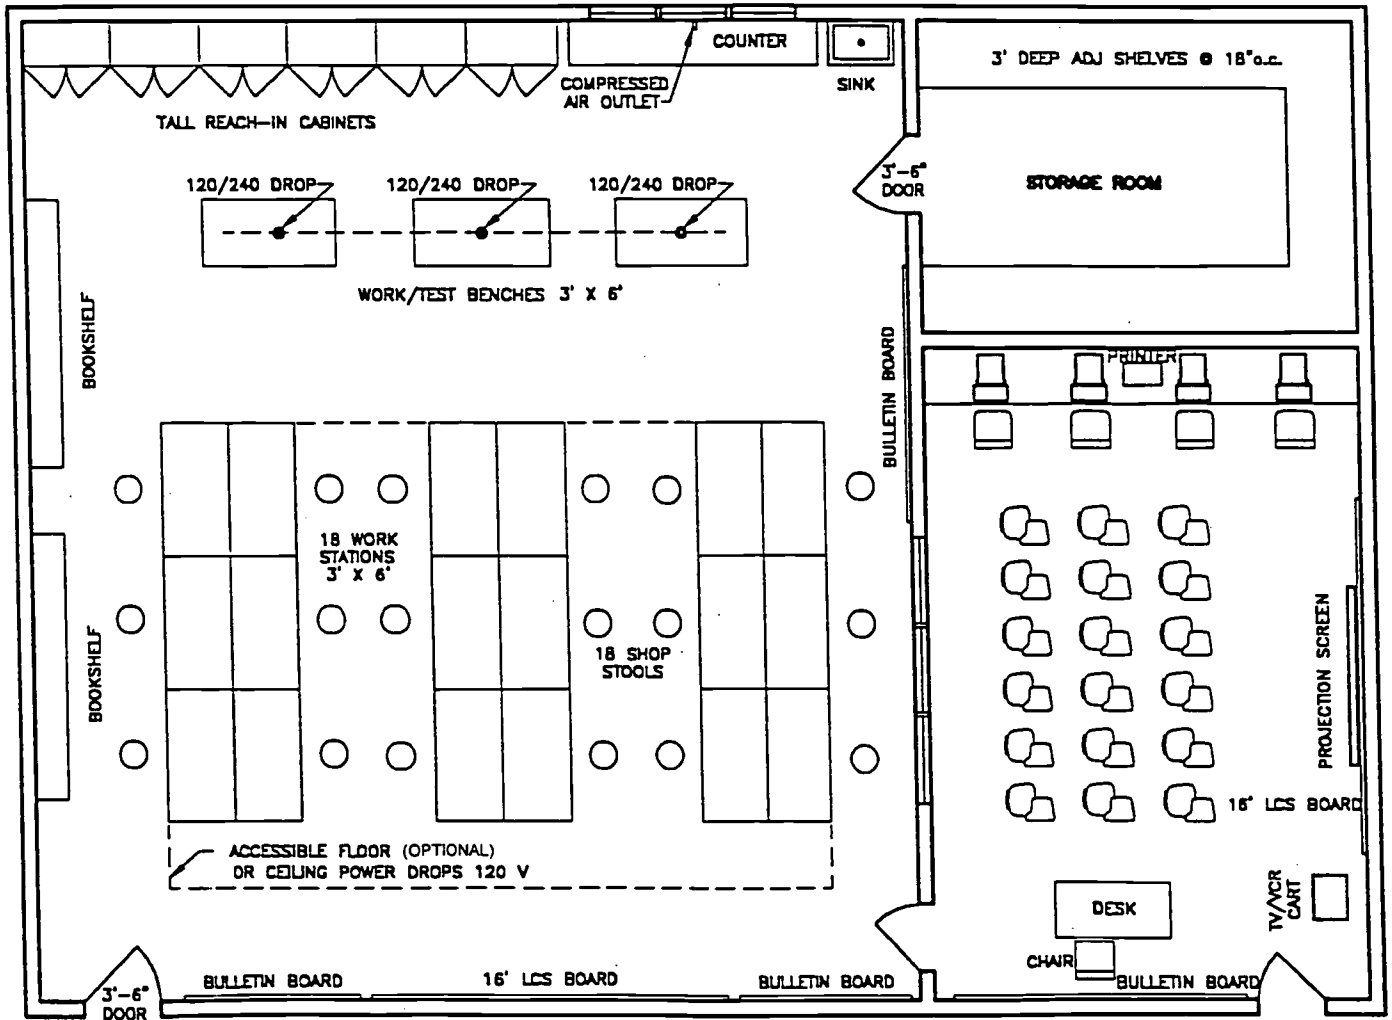 COUNTER
3' DEEP ADJ SHELVES @ 18"o.c.
COMPRESSED
AIR OUTLET
SINK
TALL REACH-IN CABINETS
120/240 DROP
120/240 DROP
120/240 DROP
3'-6"
DOOR
STORAGE ROOM
WORK/TEST BENCHES 3' X 6'
BOOKSHELF
BULLETIN BOARD
PRINTER
18 WORK
STATIONS
3' X 6'
BOOKSHELF
18 SHOP
STOOLS
PROJECTION SCREEN
16' LCS BOARD
ACCESSIBLE FLOOR (OPTIONAL)
OR CEILING POWER DROPS 120 V
DESK
TV/VCR
CART
CHAIR
BULLETIN BOARD
16' LCS BOARD
BULLETIN BOARD
BULLETIN BOARD
3'-6"
DOOR